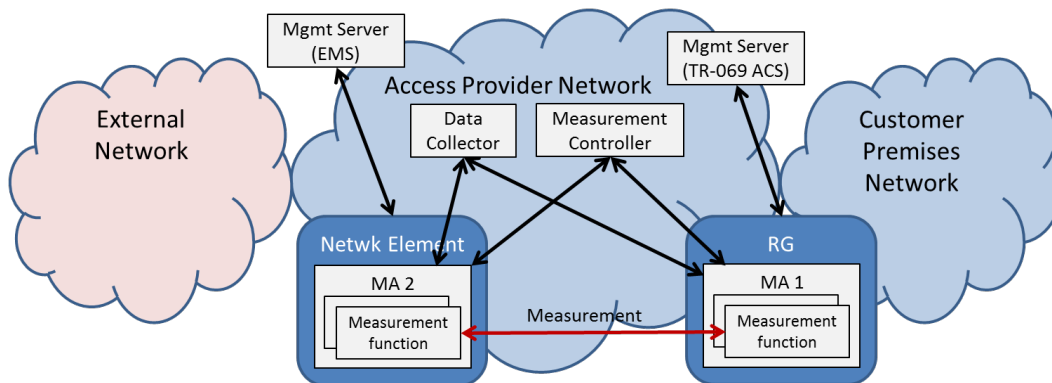 Mgmt Server
(EMS)
Mgmt Server
(TR-069 ACS)
Access Provider Network
External
Network
Data
Collector
Measurement
Controller
Customer
Premises
Network
Netwk Element
RG
MA 2
MA 1
Measurement
Measurement
function
Measurement
function